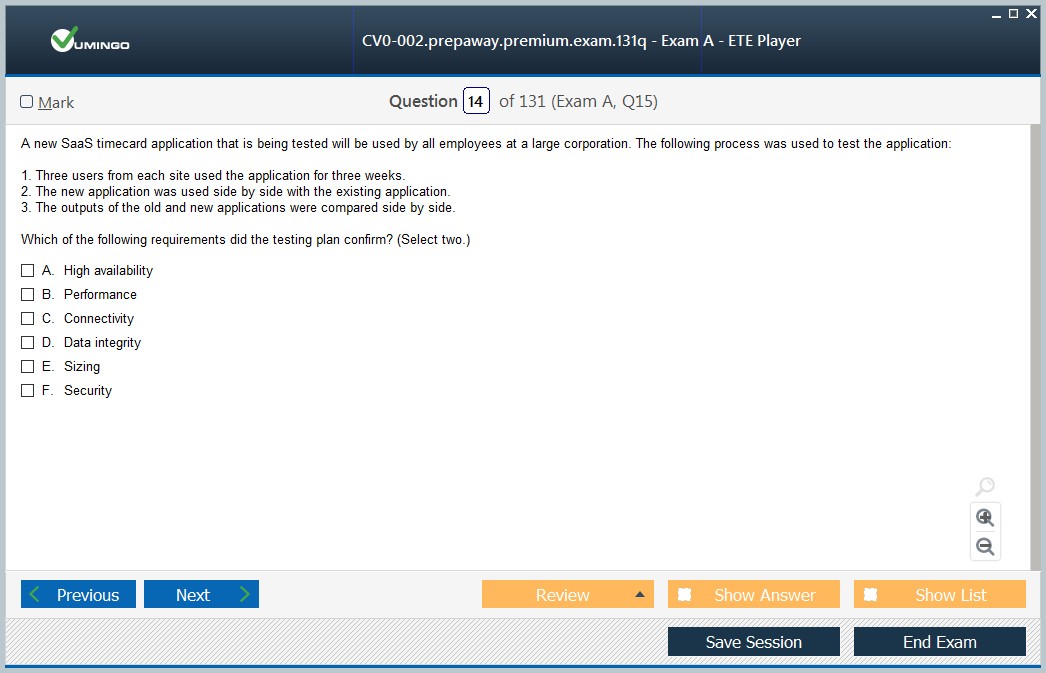 VUMINGO
CV0-002.prepaway.premium.exam.131q - Exam A - ETE Player
Mark
Question 14 of 131 (Exam A, Q15)
A new SaaS timecard application that is being tested will be used by all employees at a large corporation. The following process was used to test the application:
1. Three users from each site used the application for three weeks.
2. The new application was used side by side with the existing application.
3. The outputs of the old and new applications were compared side by side.
Which of the following requirements did the testing plan confirm? (Select two.)
A. High availability
B. Performance
C. Connectivity
D. Data integrity
E. Sizing
F. Security
Previous Next Review Show Answer Show List
Save Session End Exam